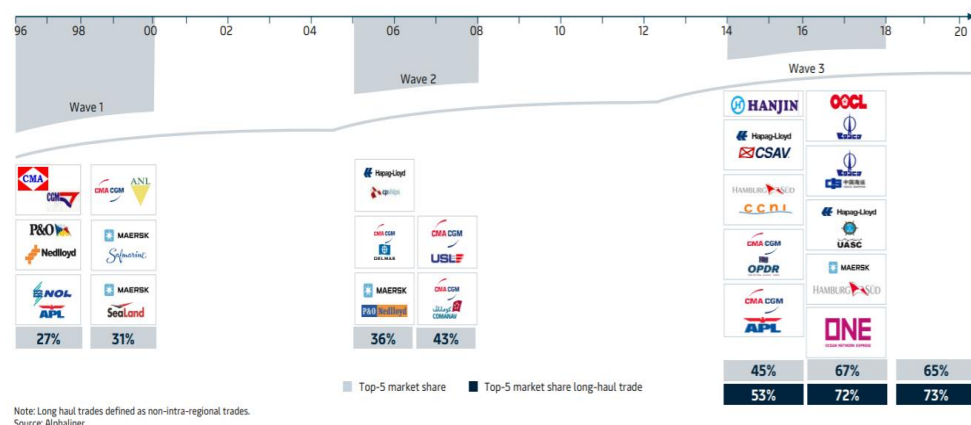 96 98 00 02 04 06 08 10 12 14 16 18 20
Wave 1
Wave 2
Wave 3
CMA
CGM
CMA CGM
ANL
P&O
Nedlloyd
MAERSK
Safmarine
NOL
APL
MAERSK
SeaLand
27%
31%
Hapag-Lloyd
cpships
CMA CGM
DELMAS
CMA CGM
USL
MAERSK
P&O Nedlloyd
CMA CGM
COMANAV
36%
43%
HANJIN
Hapag-Lloyd
CSAV
HAMBURG SÜD
ccni
CMA CGM
OPDR
CMA CGM
APL
OOCL
Hapag-Lloyd
UASC
MAERSK
HAMBURG SÜD
ONE
OCEAN NETWORK EXPRESS
45%
67%
65%
53%
72%
73%
Top-5 market share
Top-5 market share long-haul trade
Note: Long haul trades defined as non-intra-regional trades.
Source: Alphaliner